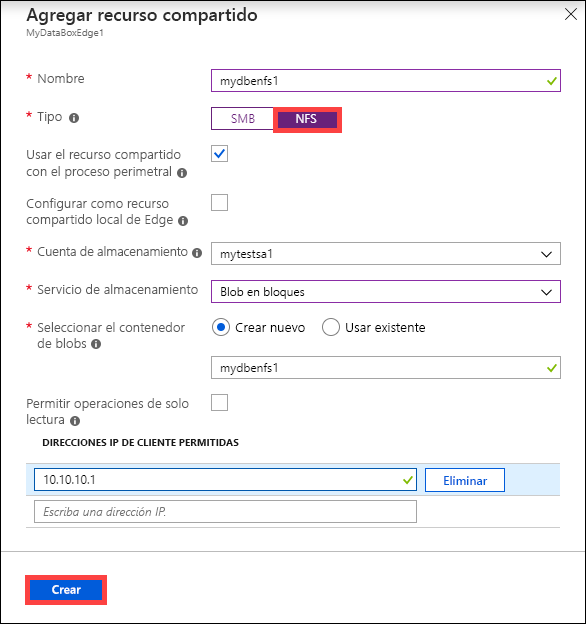 Agregar recurso compartido
MyDataBoxEdge1
* Nombre
mydbenfs1
* Tipo
SMB
NFS
Usar el recurso compartido
con el proceso perimetral
Configurar como recurso
compartido local de Edge
* Cuenta de almacenamiento
mytestsa1
* Servicio de almacenamiento
Blob en bloques
* Seleccionar el contenedor
de blobs
Crear nuevo
Usar existente
mydbenfs1
Permitir operaciones de solo
lectura
DIRECCIONES IP DE CLIENTE PERMITIDAS
10.10.10.1
Eliminar
Escriba una dirección IP.
Crear